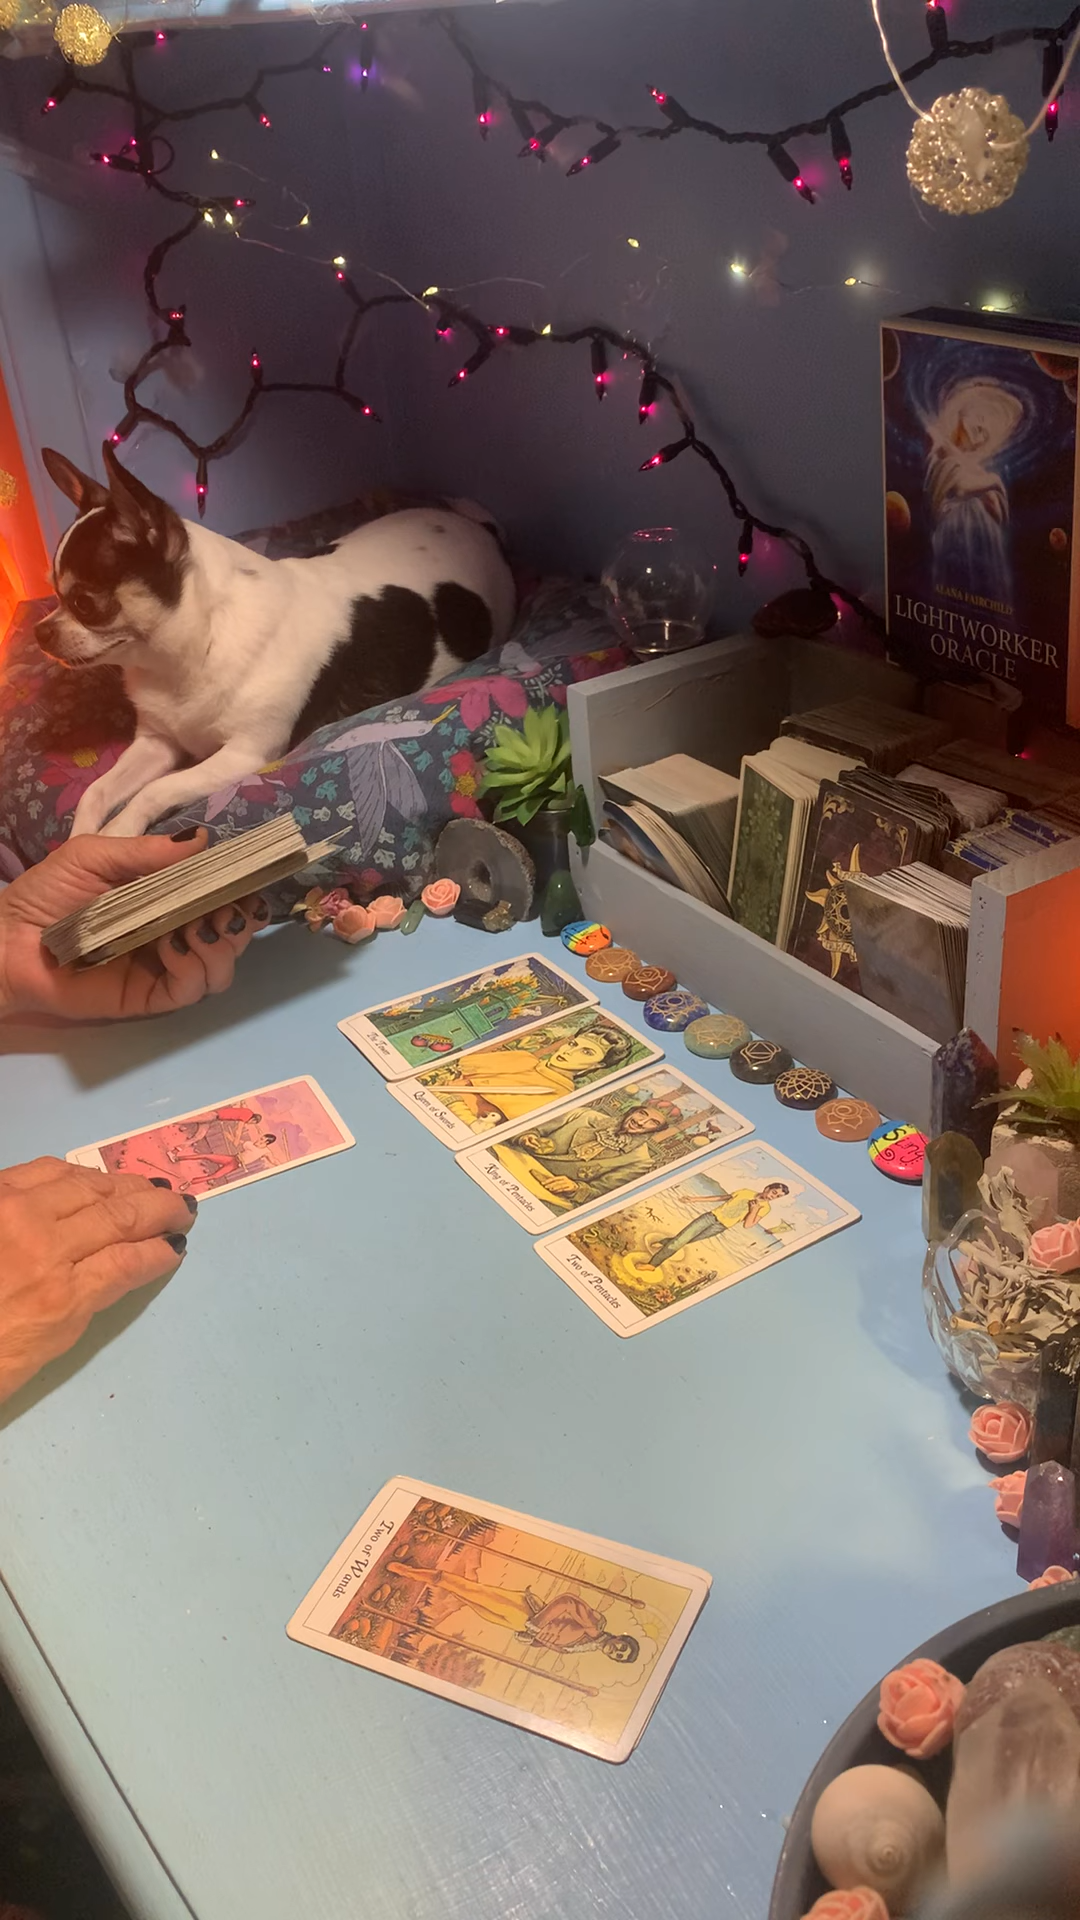 ALANA FAIRCHILD
LIGHTWORKER
ORACLE
The Tower
Queen of Swords
King of Pentacles
Two of Pentacles
Two of Wands